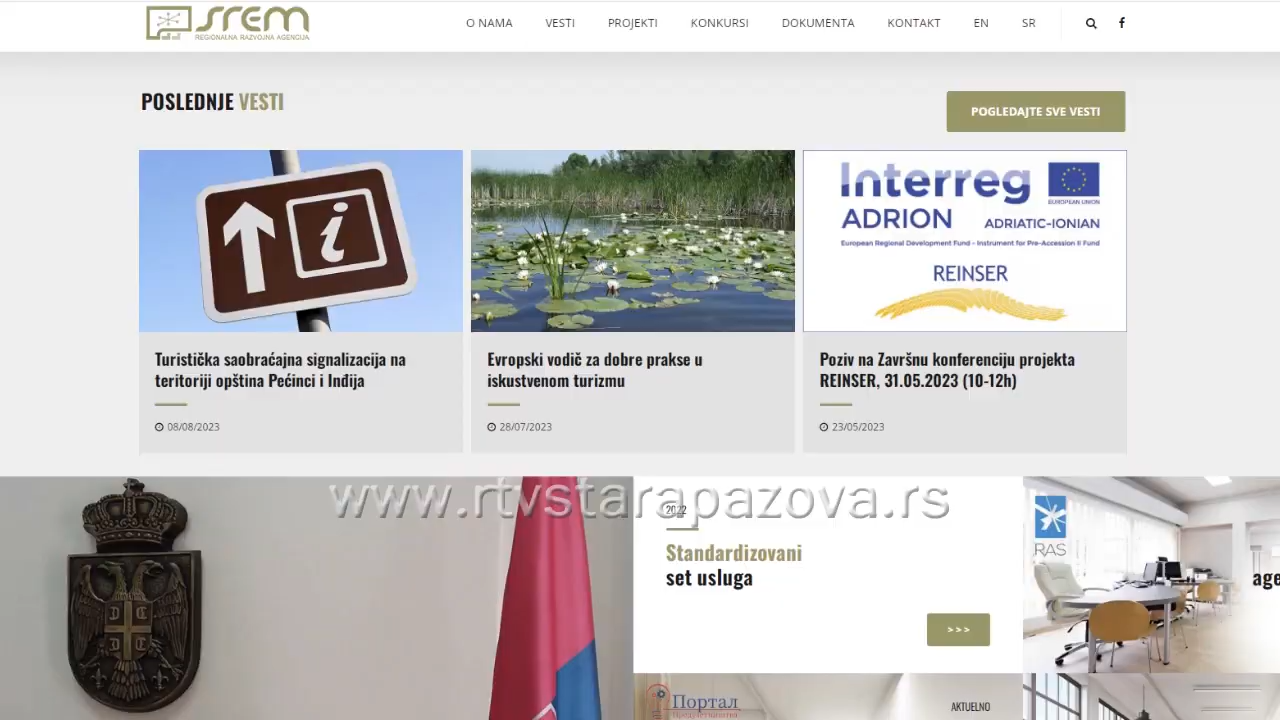 SREM
REGIONALNA RAZVOJNA AGENCIJA
O NAMA VESTI PROJEKTI KONKURSI DOKUMENTA KONTAKT EN SR
POSLEDNJE VESTI
POGLEDAJTE SVE VESTI
i
Interreg
EUROPEAN UNION
ADRION ADRIATIC-IONIAN
European Regional Development Fund - Instrument for Pre-Accession II Fund
REINSER
Turistička saobraćajna signalizacija na
teritoriji opština Pećinci i Inđija
08/08/2023
Evropski vodič za dobre prakse u
iskustvenom turizmu
28/07/2023
Poziv na Završnu konferenciju projekta
REINSER, 31.05.2023 (10-12h)
23/05/2023
www.rtvstarapazova.rs
2022
Standardizovani
set usluga
>>>
RAS
age
Портал
AKTUELNO